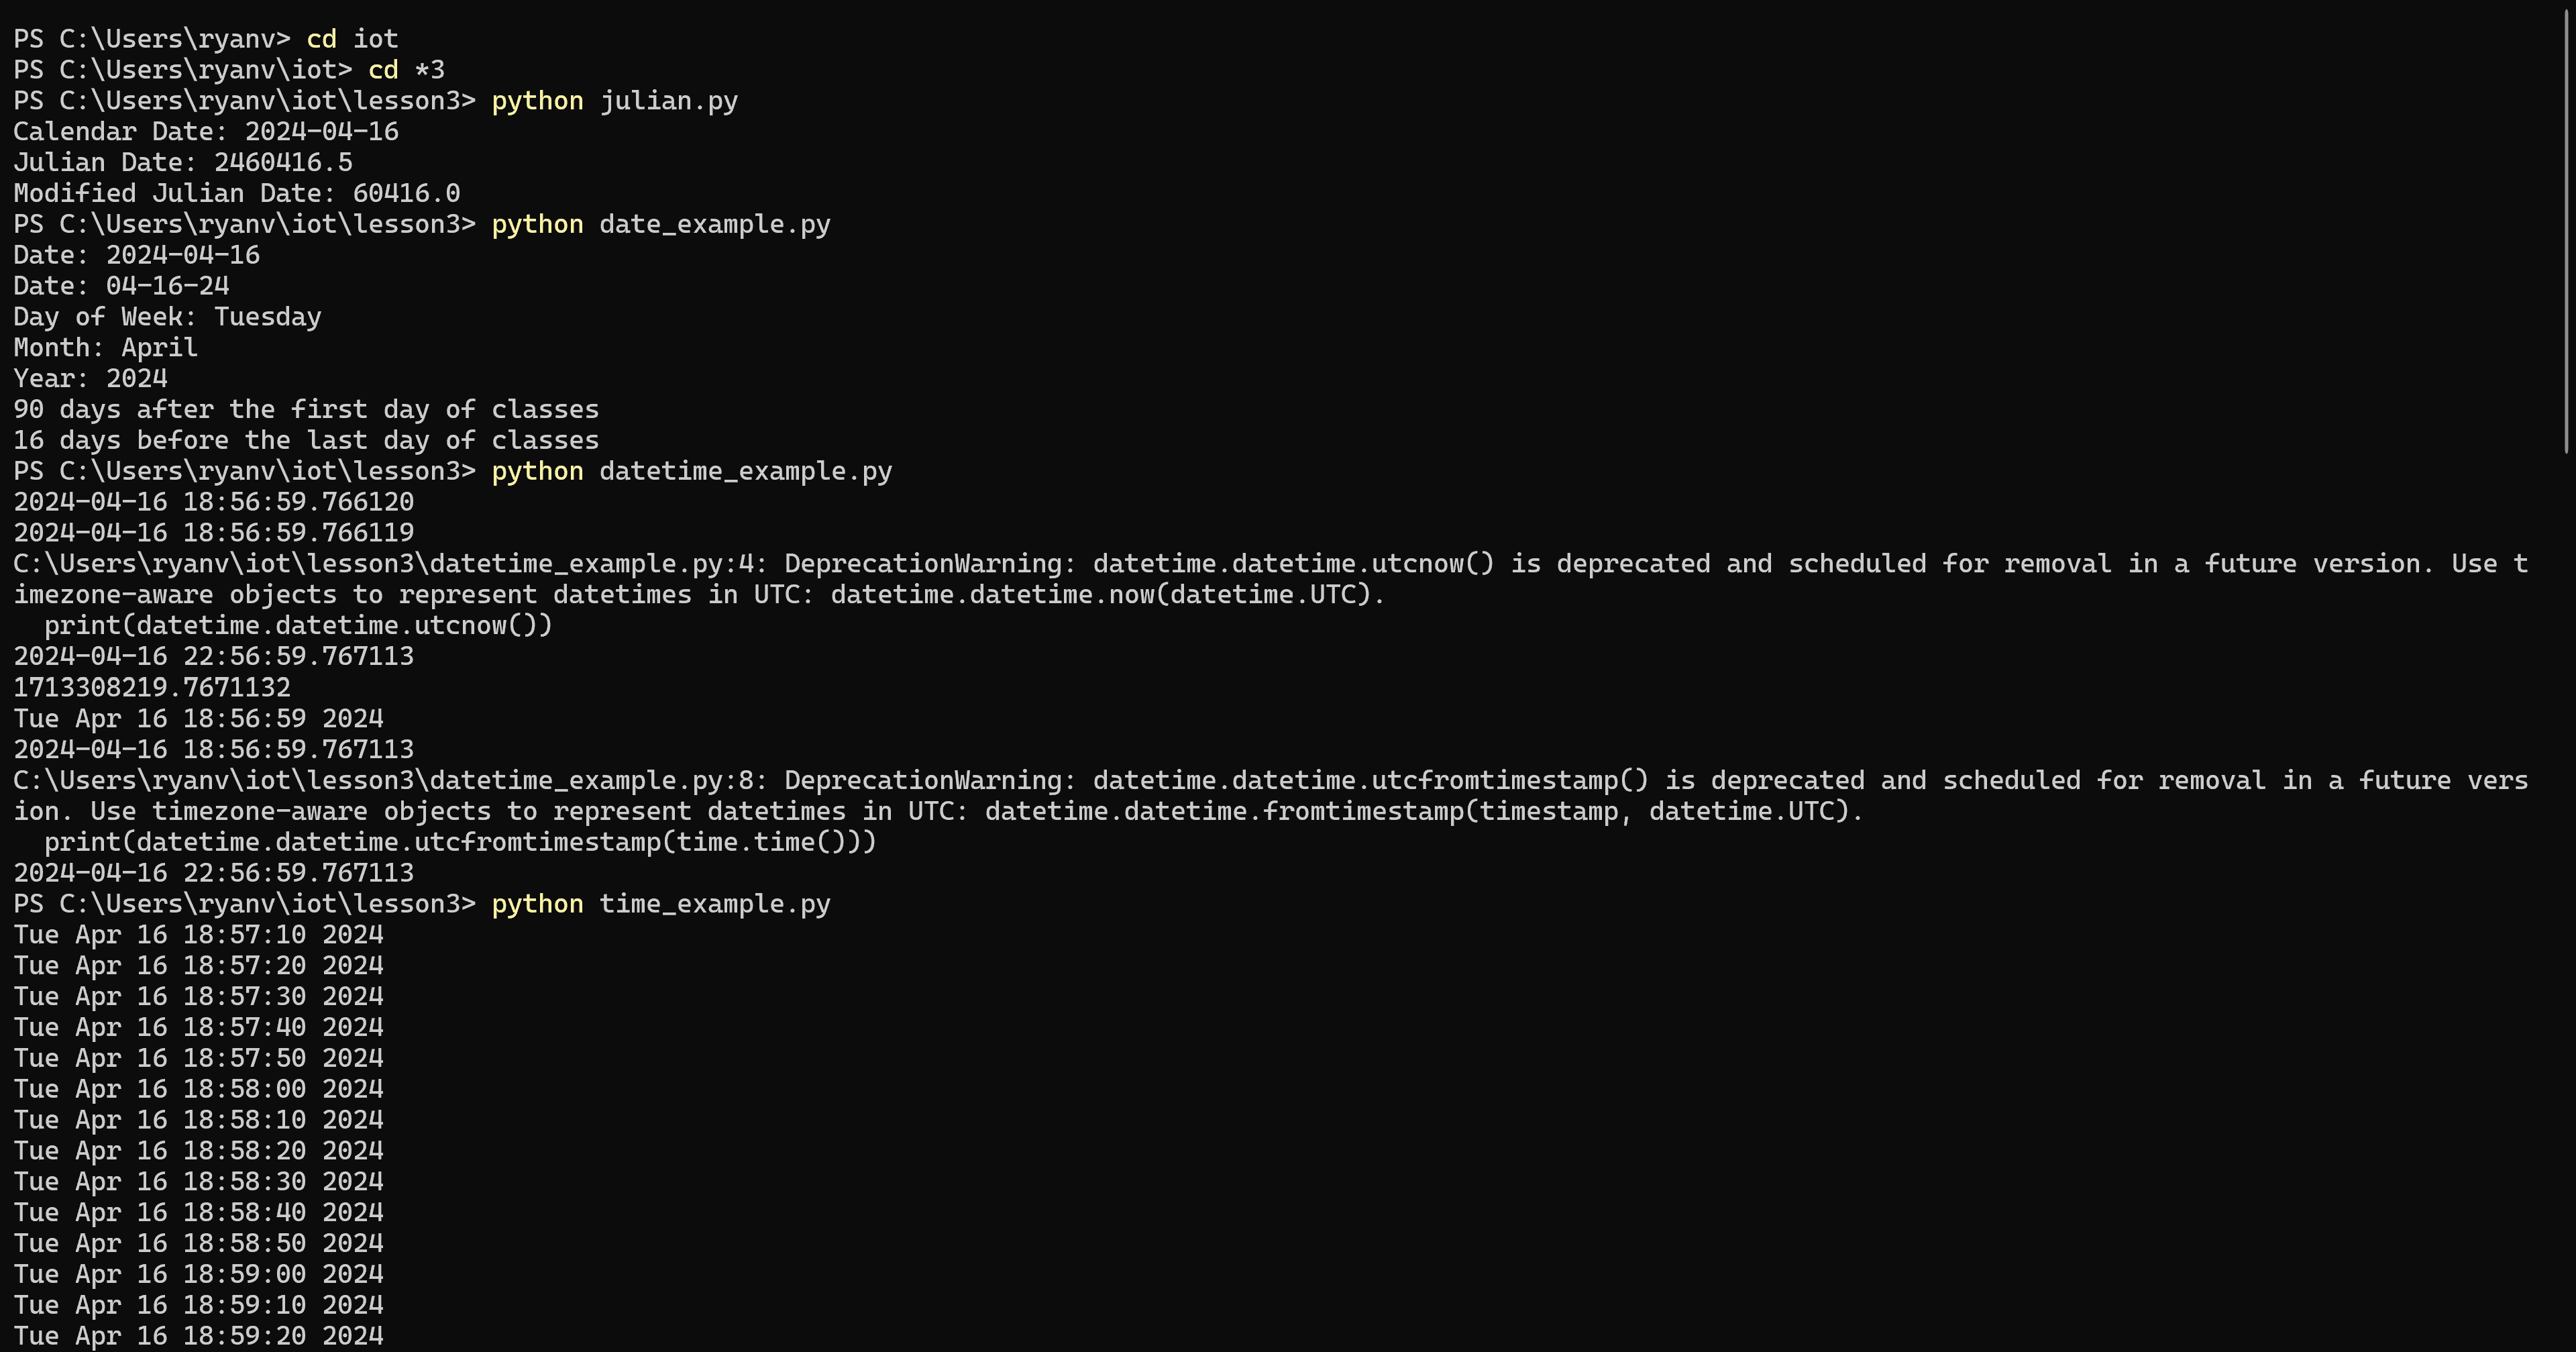 PS C:\Users\ryanv> cd iot
PS C:\Users\ryanv\iot> cd *3
PS C:\Users\ryanv\iot\lesson3> python julian.py
Calendar Date: 2024-04-16
Julian Date: 2460416.5
Modified Julian Date: 60416.0
PS C:\Users\ryanv\iot\lesson3> python date_example.py
Date: 2024-04-16
Date: 04-16-24
Day of Week: Tuesday
Month: April
Year: 2024
90 days after the first day of classes
16 days before the last day of classes
PS C:\Users\ryanv\iot\lesson3> python datetime_example.py
2024-04-16 18:56:59.766120
2024-04-16 18:56:59.766119
C:\Users\ryanv\iot\lesson3\datetime_example.py:4: DeprecationWarning: datetime.datetime.utcnow() is deprecated and scheduled for removal in a future version. Use t
imezone-aware objects to represent datetimes in UTC: datetime.datetime.now(datetime.UTC).
  print(datetime.datetime.utcnow())
2024-04-16 22:56:59.767113
1713308219.7671132
Tue Apr 16 18:56:59 2024
2024-04-16 18:56:59.767113
C:\Users\ryanv\iot\lesson3\datetime_example.py:8: DeprecationWarning: datetime.datetime.utcfromtimestamp() is deprecated and scheduled for removal in a future vers
ion. Use timezone-aware objects to represent datetimes in UTC: datetime.datetime.fromtimestamp(timestamp, datetime.UTC).
  print(datetime.datetime.utcfromtimestamp(time.time()))
2024-04-16 22:56:59.767113
PS C:\Users\ryanv\iot\lesson3> python time_example.py
Tue Apr 16 18:57:10 2024
Tue Apr 16 18:57:20 2024
Tue Apr 16 18:57:30 2024
Tue Apr 16 18:57:40 2024
Tue Apr 16 18:57:50 2024
Tue Apr 16 18:58:00 2024
Tue Apr 16 18:58:10 2024
Tue Apr 16 18:58:20 2024
Tue Apr 16 18:58:30 2024
Tue Apr 16 18:58:40 2024
Tue Apr 16 18:58:50 2024
Tue Apr 16 18:59:00 2024
Tue Apr 16 18:59:10 2024
Tue Apr 16 18:59:20 2024